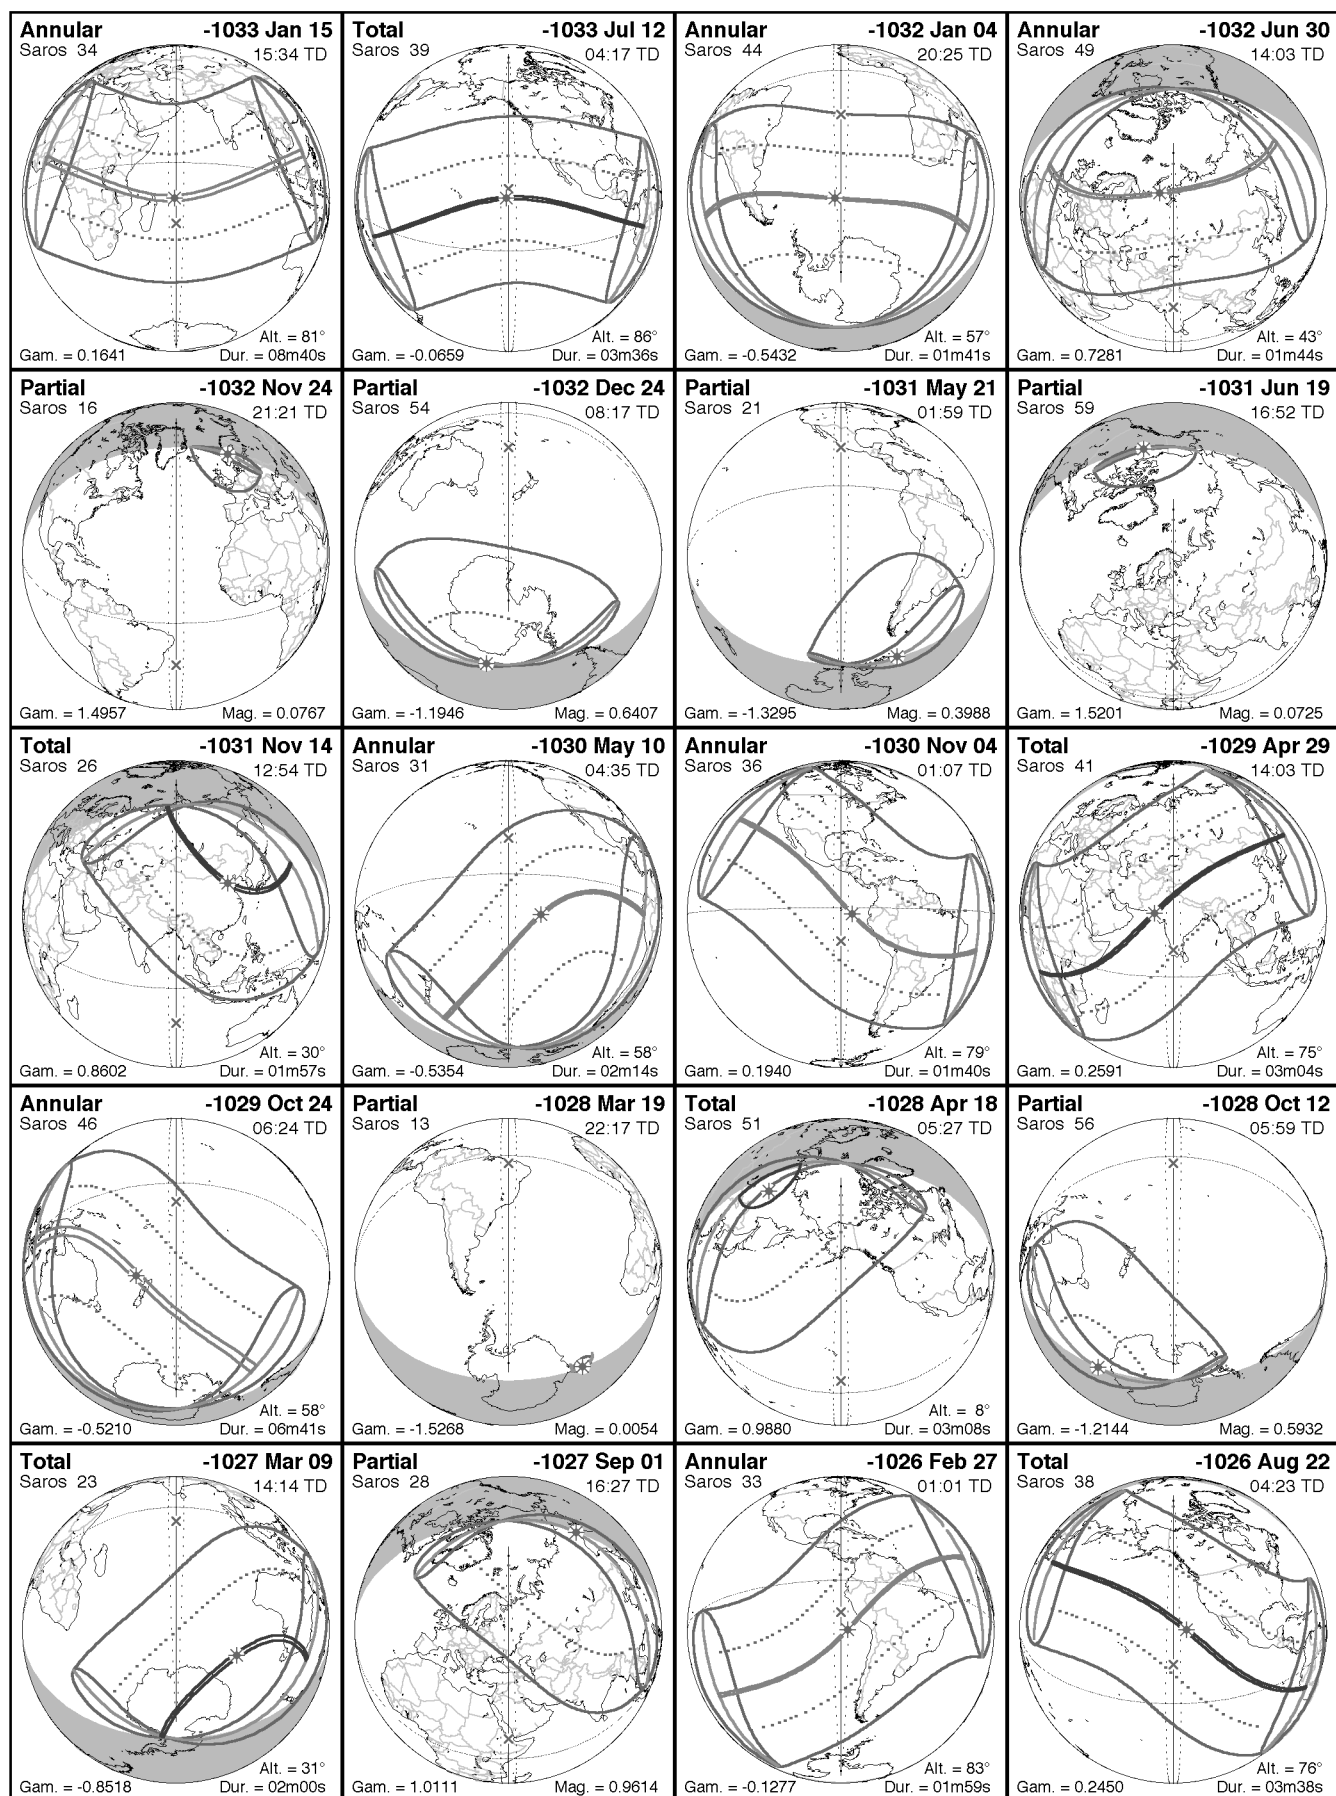 Annular -1033 Jan 15
Saros 34 15:34 TD
Alt. = 81°
Gam. = 0.1641 Dur. = 08m40s
Total -1033 Jul 12
Saros 39 04:17 TD
Alt. = 86°
Gam. = -0.0659 Dur. = 03m36s
Annular -1032 Jan 04
Saros 44 20:25 TD
Alt. = 57°
Gam. = -0.5432 Dur. = 01m41s
Annular -1032 Jun 30
Saros 49 14:03 TD
Alt. = 43°
Gam. = 0.7281 Dur. = 01m44s
Partial -1032 Nov 24
Saros 16 21:21 TD
Gam. = 1.4957 Mag. = 0.0767
Partial -1032 Dec 24
Saros 54 08:17 TD
Gam. = -1.1946 Mag. = 0.6407
Partial -1031 May 21
Saros 21 01:59 TD
Gam. = -1.3295 Mag. = 0.3988
Partial -1031 Jun 19
Saros 59 16:52 TD
Gam. = 1.5201 Mag. = 0.0725
Total -1031 Nov 14
Saros 26 12:54 TD
Alt. = 30°
Gam. = 0.8602 Dur. = 01m57s
Annular -1030 May 10
Saros 31 04:35 TD
Alt. = 58°
Gam. = -0.5354 Dur. = 02m14s
Annular -1030 Nov 04
Saros 36 01:07 TD
Alt. = 79°
Gam. = 0.1940 Dur. = 01m40s
Total -1029 Apr 29
Saros 41 14:03 TD
Alt. = 75°
Gam. = 0.2591 Dur. = 03m04s
Annular -1029 Oct 24
Saros 46 06:24 TD
Alt. = 58°
Gam. = -0.5210 Dur. = 06m41s
Partial -1028 Mar 19
Saros 13 22:17 TD
Gam. = -1.5268 Mag. = 0.0054
Total -1028 Apr 18
Saros 51 05:27 TD
Alt. = 8°
Gam. = 0.9880 Dur. = 03m08s
Partial -1028 Oct 12
Saros 56 05:59 TD
Gam. = -1.2144 Mag. = 0.5932
Total -1027 Mar 09
Saros 23 14:14 TD
Alt. = 31°
Gam. = -0.8518 Dur. = 02m00s
Partial -1027 Sep 01
Saros 28 16:27 TD
Gam. = 1.0111 Mag. = 0.9614
Annular -1026 Feb 27
Saros 33 01:01 TD
Alt. = 83°
Gam. = -0.1277 Dur. = 01m59s
Total -1026 Aug 22
Saros 38 04:23 TD
Alt. = 76°
Gam. = 0.2450 Dur. = 03m38s